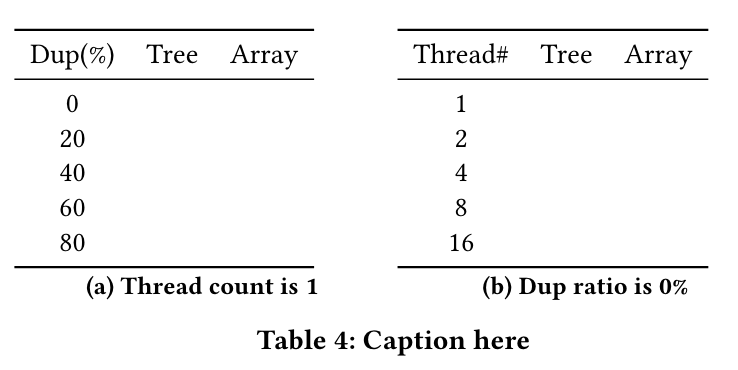 Dup(%) Tree Array
0
20
40
60
80
(a) Thread count is 1
Thread# Tree Array
1
2
4
8
16
(b) Dup ratio is 0%
Table 4: Caption here